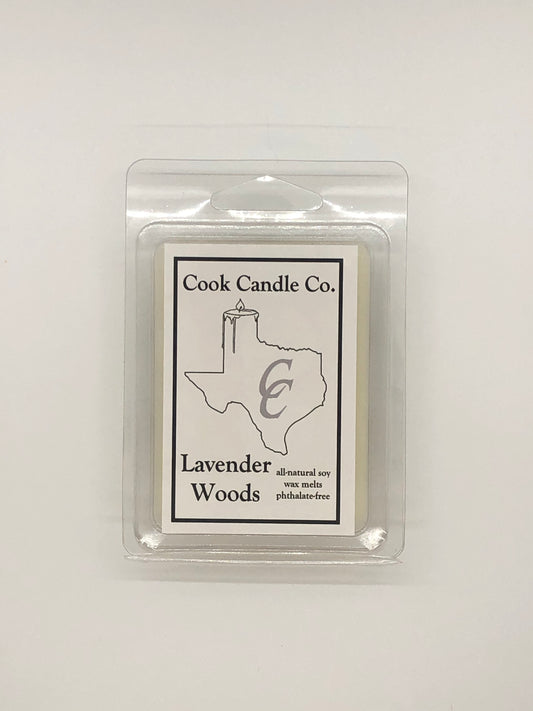 Cook Candle Co.
CC
Lavender
Woods
all-natural soy
wax melts
phthalate-free